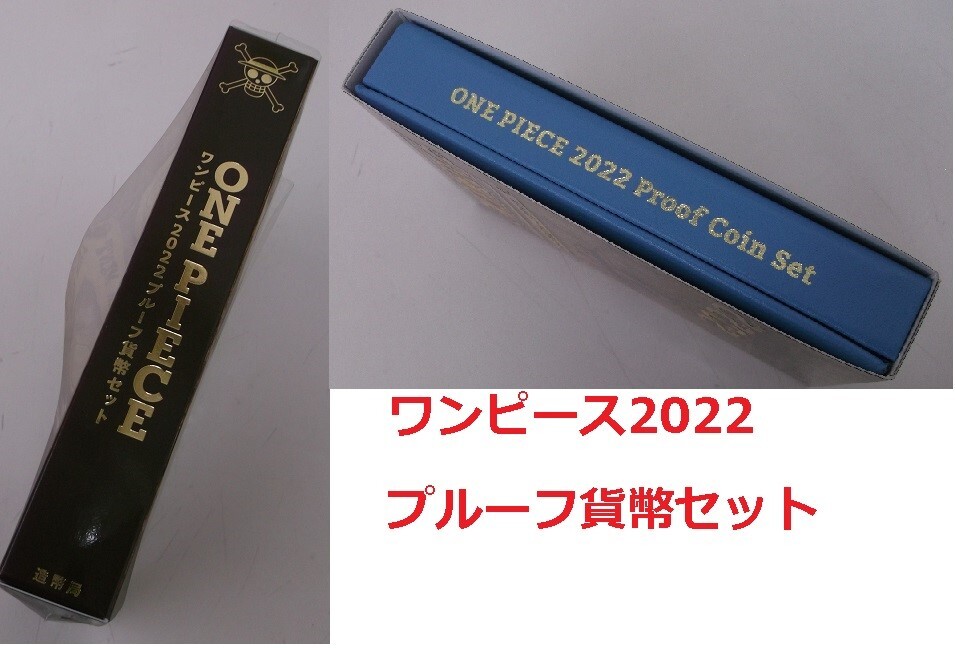 ONE PIECE
ワンピース2022プルーフ貨幣セット
造幣局
ONE PIECE 2022 Proof Coin Set
ワンピース2022
プルーフ貨幣セット